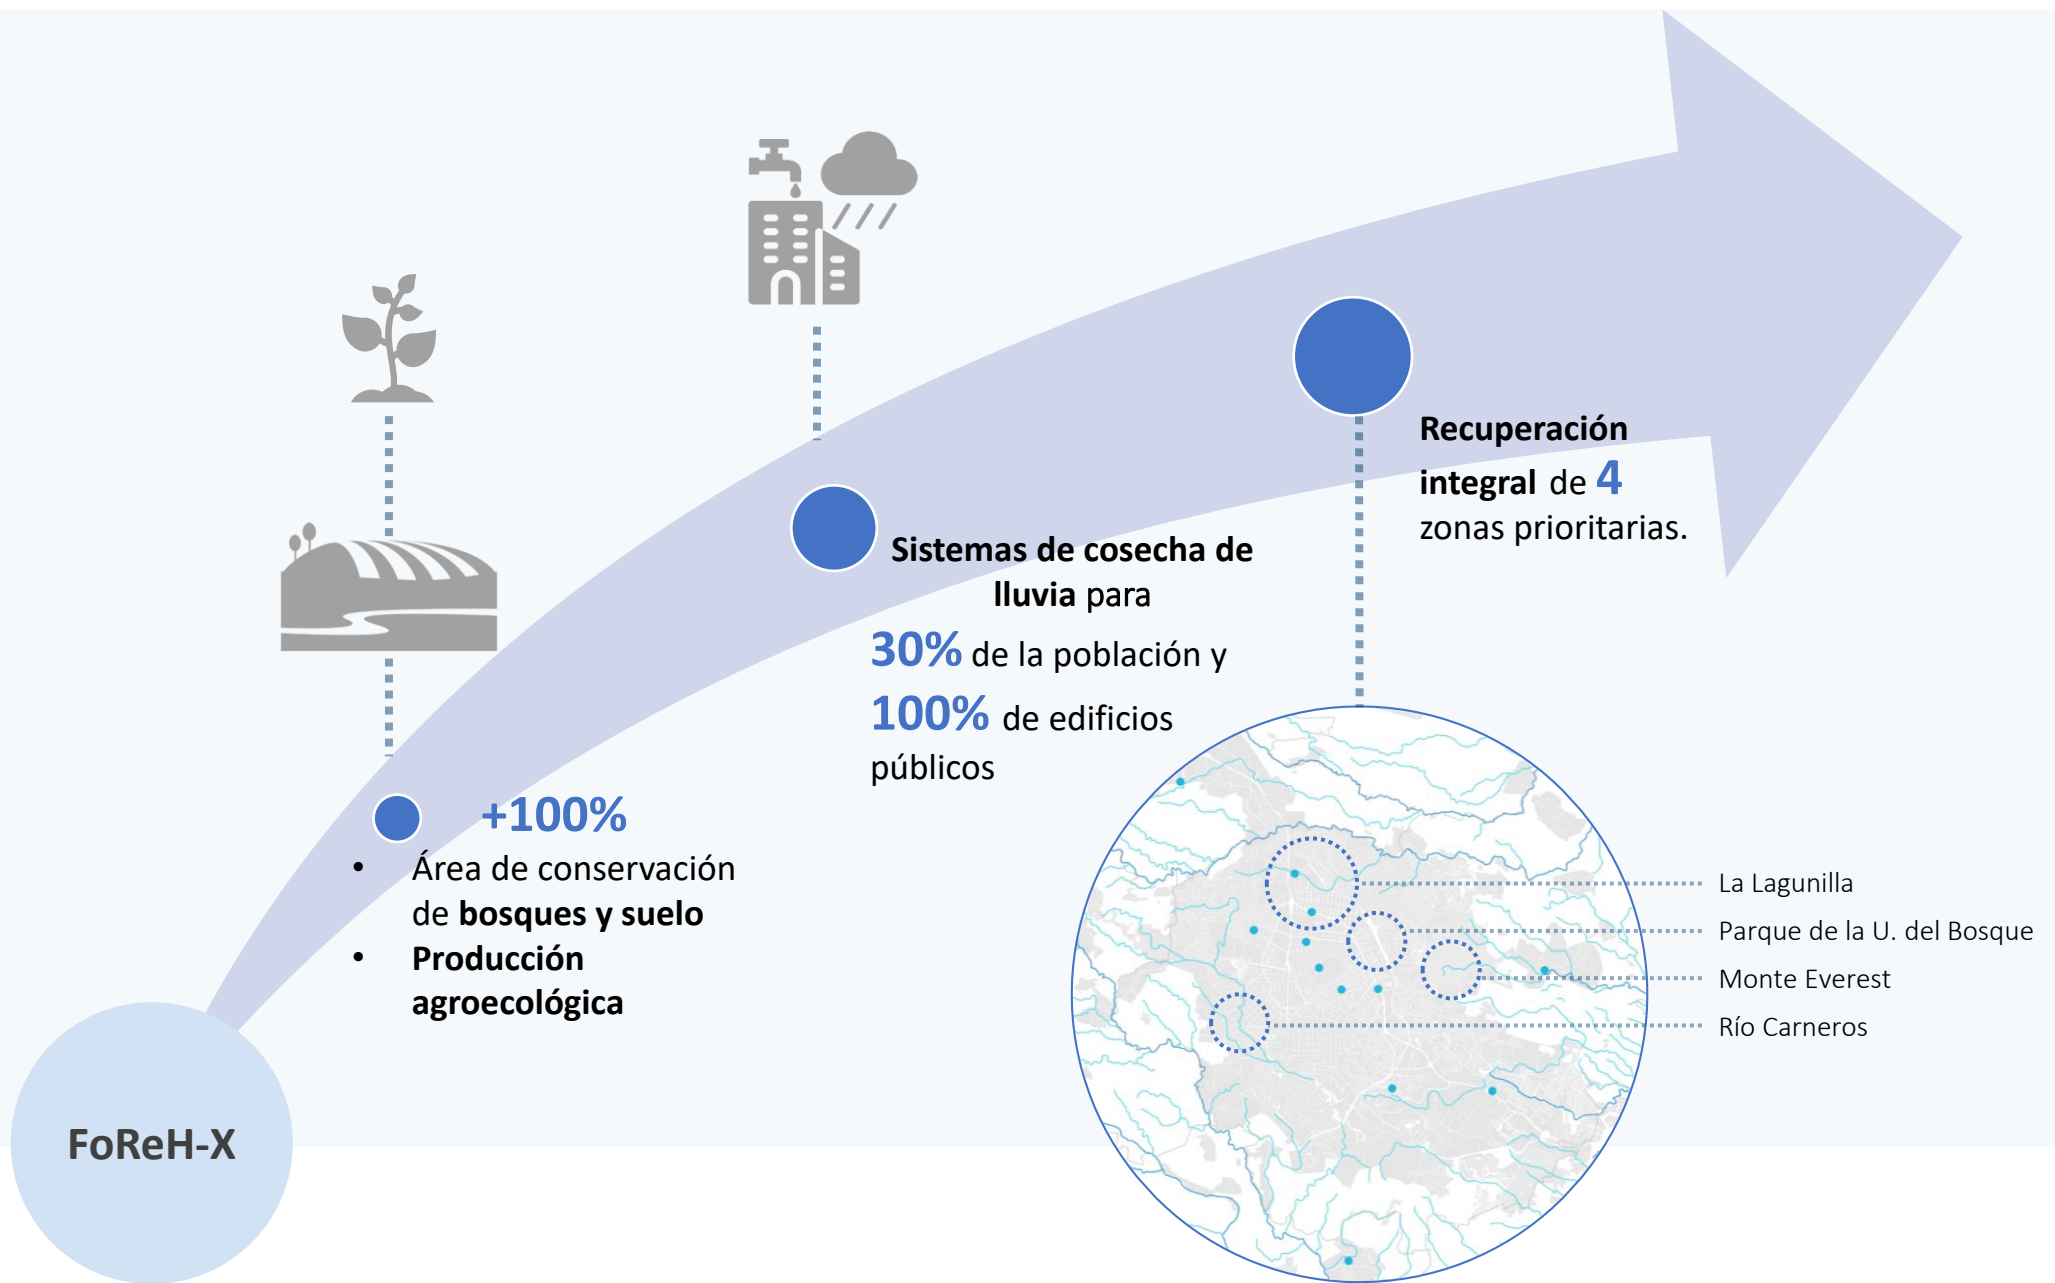 Recuperación
integral de 4
zonas prioritarias.
Sistemas de cosecha de
lluvia para
30% de la población y
100% de edificios
públicos
+100%
• Área de conservación
de bosques y suelo
• Producción
agroecológica
La Lagunilla
Parque de la U. del Bosque
Monte Everest
Río Carneros
FoReH-X